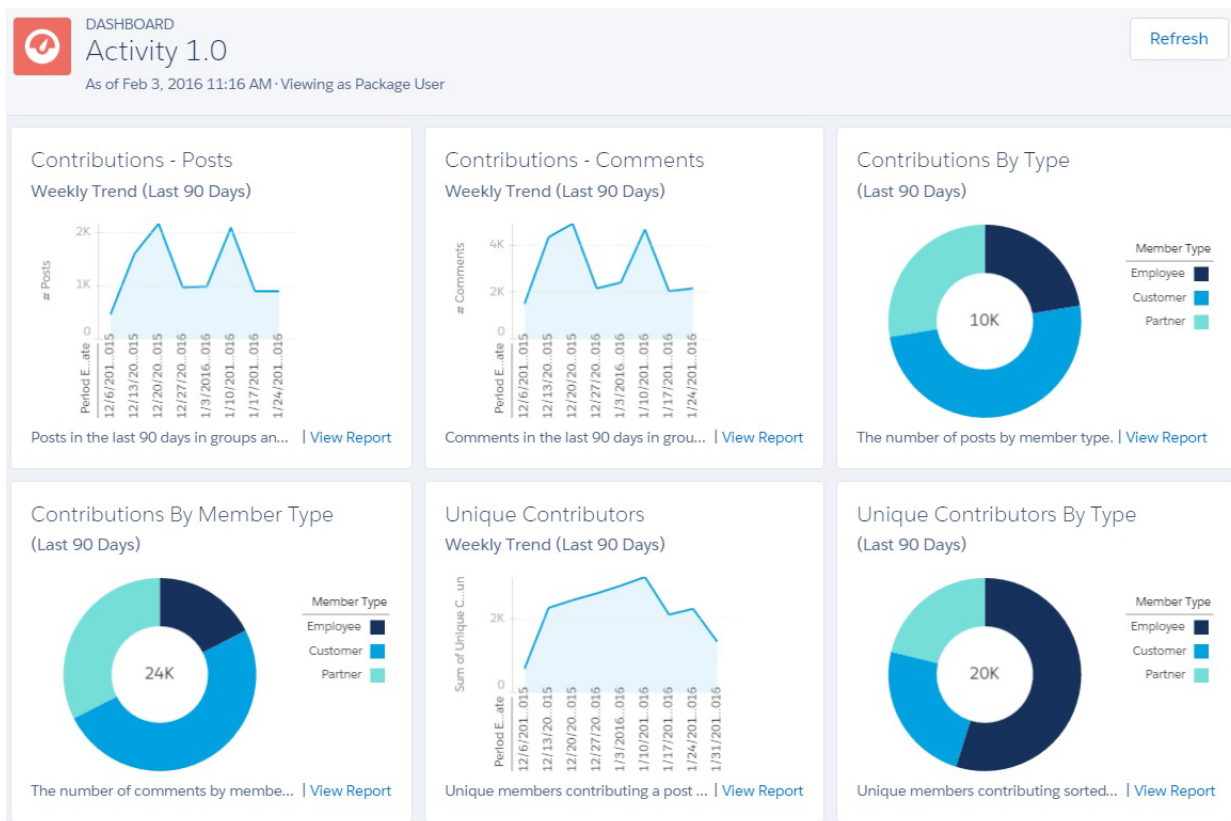 DASHBOARD
Activity 1.0
As of Feb 3, 2016 11:16 AM · Viewing as Package User
Refresh
Contributions - Posts
Weekly Trend (Last 90 Days)
# Posts
2K
1K
0
Period E...ate
12/6/201...015
12/13/20...015
12/20/20...015
12/27/20...016
1/3/2016...016
1/10/201...016
1/17/201...016
1/24/201...016
Posts in the last 90 days in groups an... | View Report
Contributions - Comments
Weekly Trend (Last 90 Days)
# Comments
4K
2K
0
Period E...ate
12/6/201...015
12/13/20...015
12/20/20...015
12/27/20...016
1/3/2016...016
1/10/201...016
1/17/201...016
1/24/201...016
Comments in the last 90 days in grou... | View Report
Contributions By Type
(Last 90 Days)
10K
Member Type
Employee
Customer
Partner
The number of posts by member type. | View Report
Contributions By Member Type
(Last 90 Days)
24K
Member Type
Employee
Customer
Partner
The number of comments by membe... | View Report
Unique Contributors
Weekly Trend (Last 90 Days)
Sum of Unique C...un
2K
0
Period E...ate
12/6/201...015
12/13/20...015
12/20/20...015
12/27/20...016
1/3/2016...016
1/10/201...016
1/17/201...016
1/24/201...016
1/31/201...016
Unique members contributing a post ... | View Report
Unique Contributors By Type
(Last 90 Days)
20K
Member Type
Employee
Customer
Partner
Unique members contributing sorted... | View Report